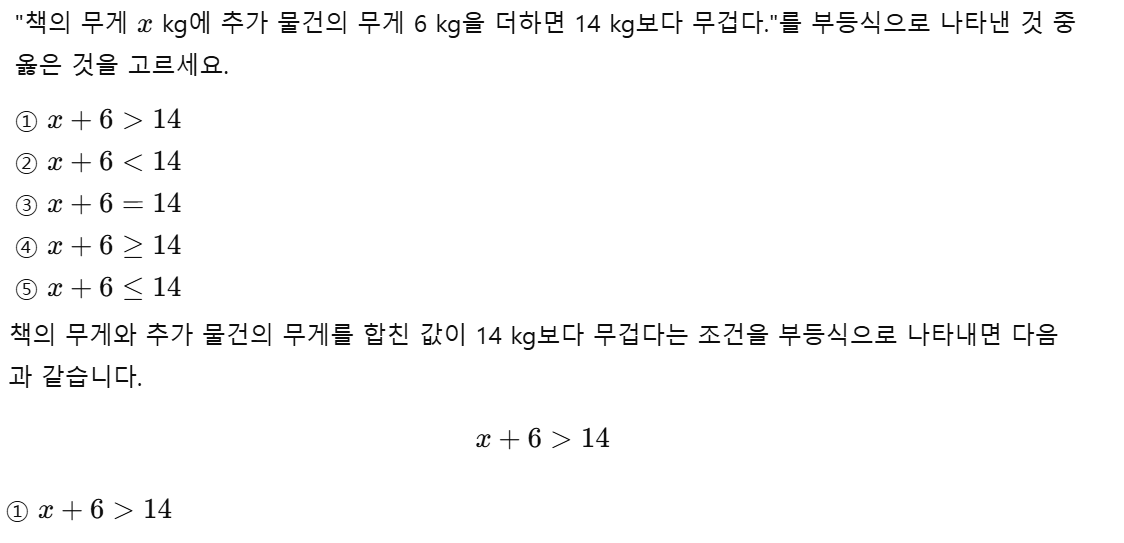 "책의 무게 x kg에 추가 물건의 무게 6 kg을 더하면 14 kg보다 무겁다."를 부등식으로 나타낸 것 중
옳은 것을 고르세요.
① x + 6 > 14
② x + 6 < 14
③ x + 6 = 14
④ x + 6 ≥ 14
⑤ x + 6 ≤ 14
책의 무게와 추가 물건의 무게를 합친 값이 14 kg보다 무겁다는 조건을 부등식으로 나타내면 다음
과 같습니다.
x + 6 > 14
① x + 6 > 14